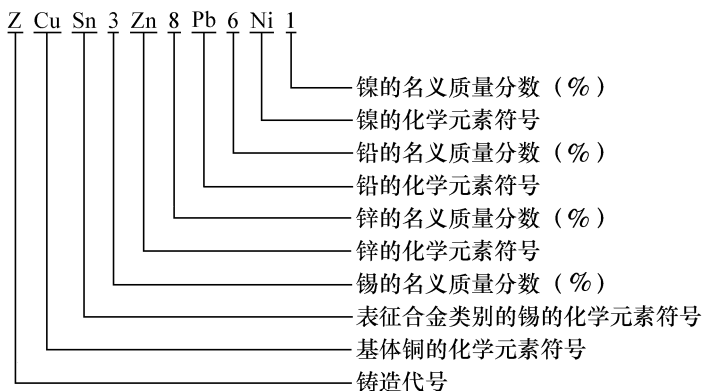 Z Cu Sn 3 Zn 8 Pb 6 Ni 1
镍的名义质量分数（%）
镍的化学元素符号
铅的名义质量分数（%）
铅的化学元素符号
锌的名义质量分数（%）
锌的化学元素符号
锡的名义质量分数（%）
表征合金类别的锡的化学元素符号
基体铜的化学元素符号
铸造代号